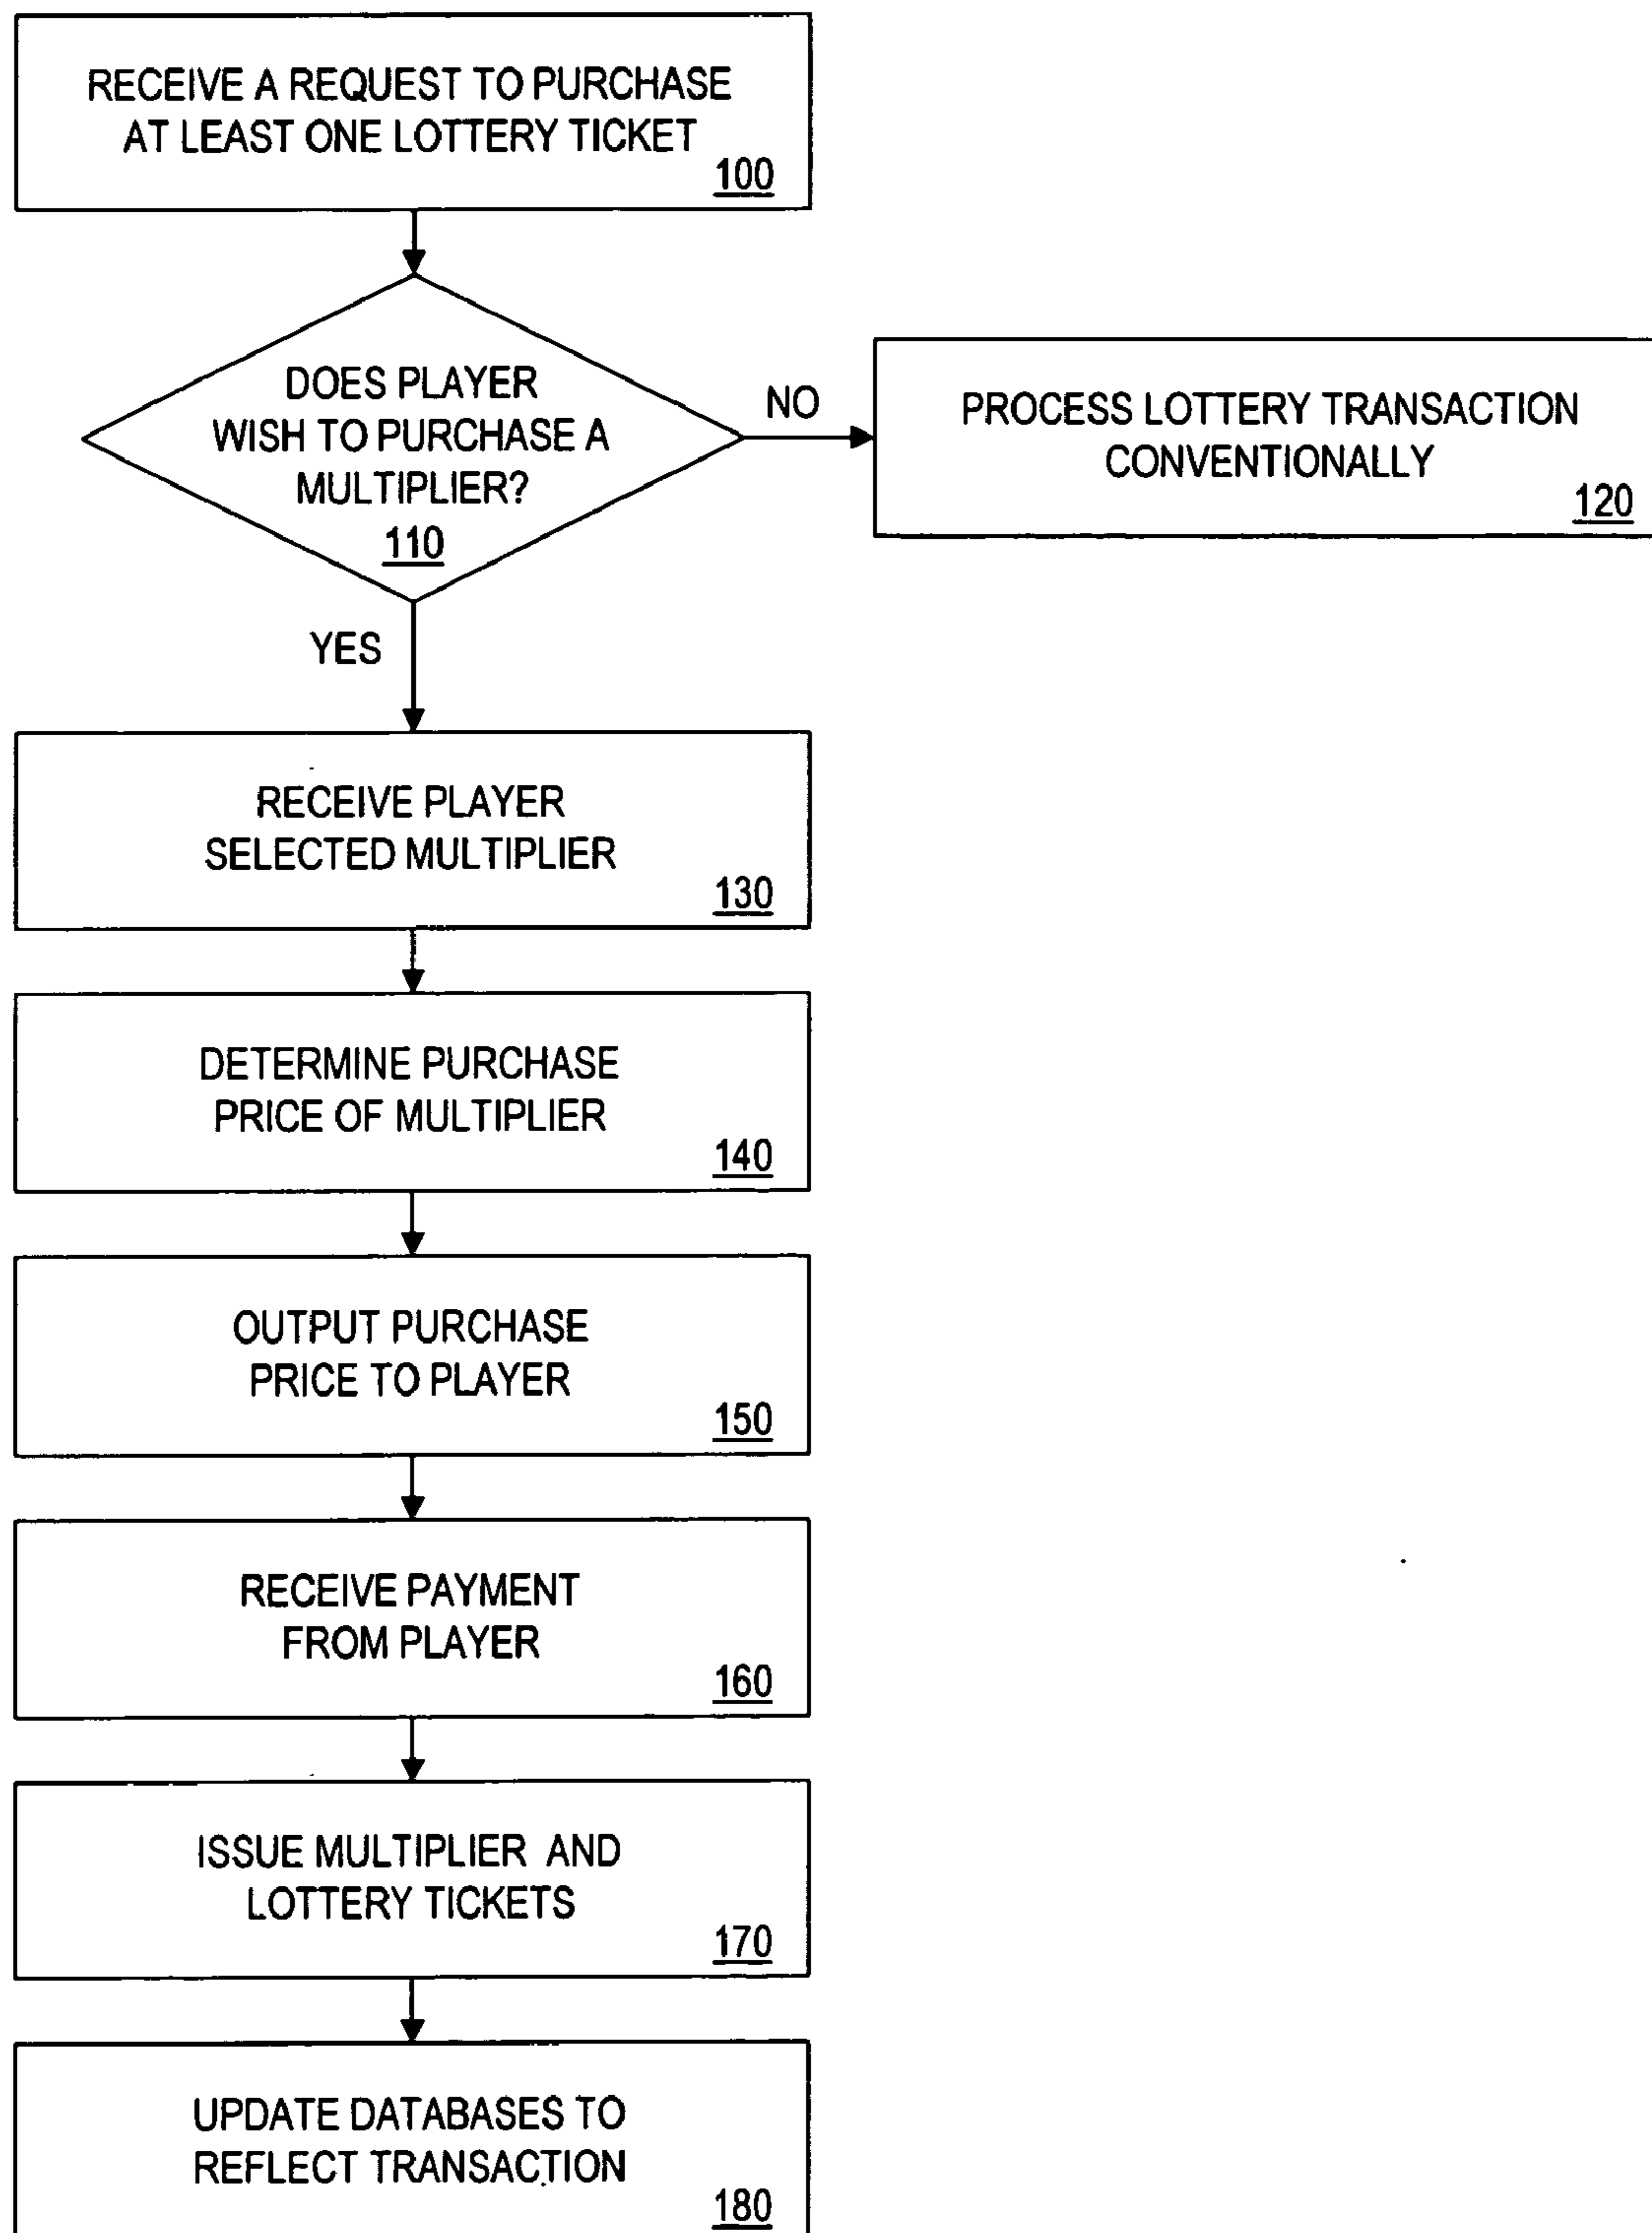 RECEIVE A REQUEST TO PURCHASE
AT LEAST ONE LOTTERY TICKET
100
DOES PLAYER
WISH TO PURCHASE A
MULTIPLIER?
110
NO
PROCESS LOTTERY TRANSACTION
CONVENTIONALLY
120
YES
RECEIVE PLAYER
SELECTED MULTIPLIER
130
DETERMINE PURCHASE
PRICE OF MULTIPLIER
140
OUTPUT PURCHASE
PRICE TO PLAYER
150
RECEIVE PAYMENT
FROM PLAYER
160
ISSUE MULTIPLIER AND
LOTTERY TICKETS
170
UPDATE DATABASES TO
REFLECT TRANSACTION
180